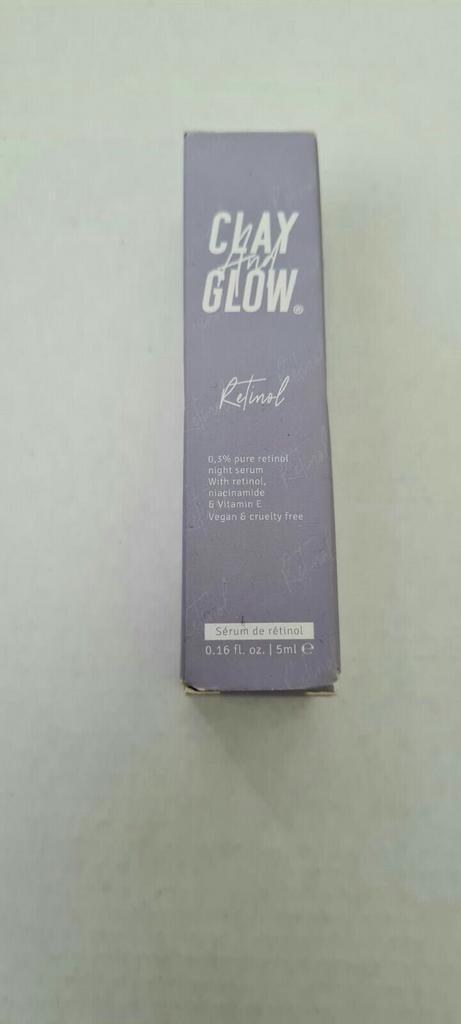 CLAY
And
GLOW®
Retinol
0,3% pure retinol
night serum
With retinol,
niacinamide
& Vitamin E
Vegan & cruelty free
Sérum de rétinol
0.16 fl. oz. | 5ml ℮